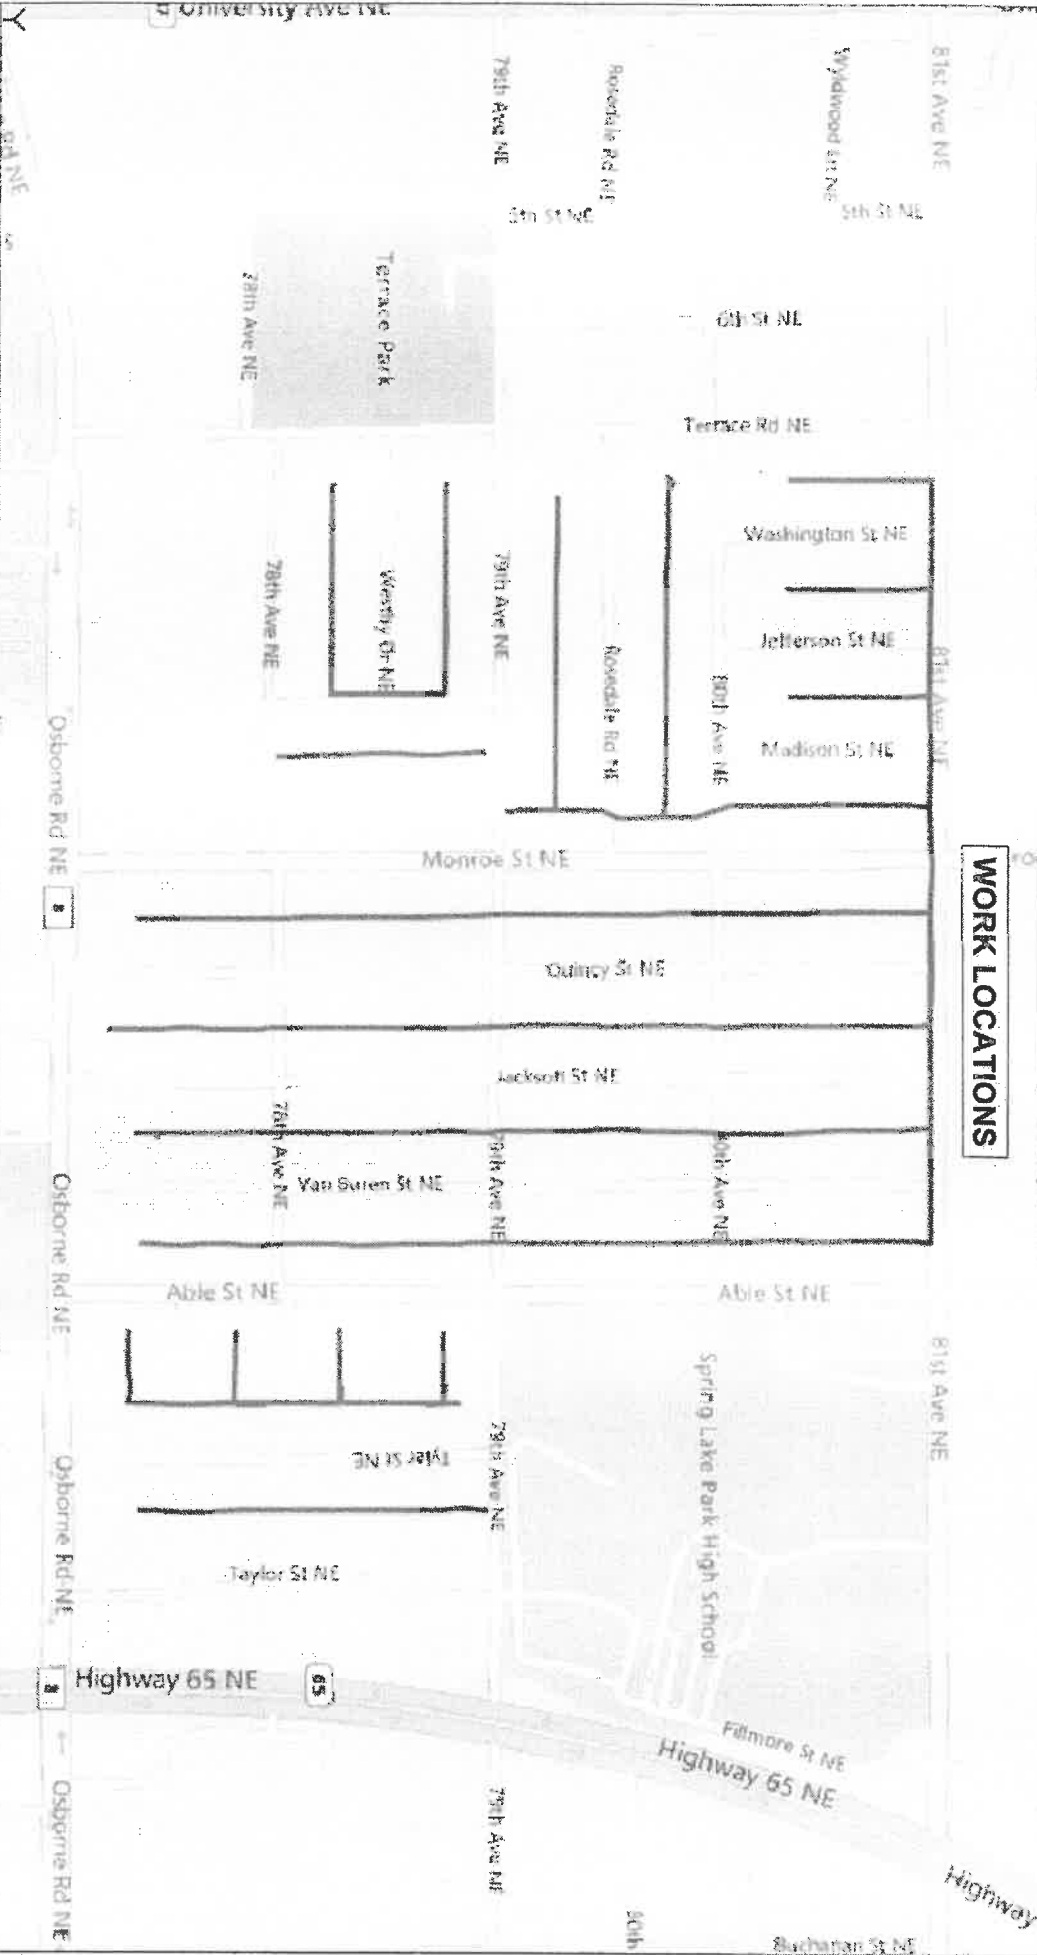 University Ave NE
79th Ave NE
Rosedale Rd NE
Wyldwood Ln NE
81st Ave NE
Rd NE
5th St NE
5th St NE
78th Ave NE
Terrace Park
6th St NE
Terrace Rd NE
Washington St NE
78th Ave NE
Westby Dr NE
79th Ave NE
Jefferson St NE
Rosedale Rd NE
80th Ave NE
81st Ave NE
Madison St NE
Osborne Rd NE
8
Monroe St NE
WORK LOCATIONS
Quincy St NE
Jackson St NE
78th Ave NE
79th Ave NE
80th Ave NE
Van Buren St NE
Osborne Rd NE
Able St NE
Able St NE
81st Ave NE
Spring Lake Park High School
Tyler St NE
79th Ave NE
Osborne Rd NE
Taylor St NE
8
Highway 65 NE
65
Fillmore St NE
Highway 65 NE
Osborne Rd NE
79th Ave NE
Highway
80th
Buchanan St NE